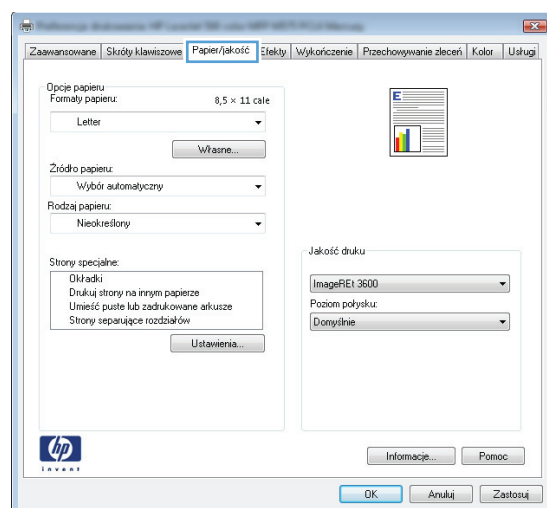 Zaawansowane Skróty klawiszowe Papier/jakość Efekty Wykończenie Przechowywanie zleceń Kolor Usługi
Opcje papieru
Formaty papieru: 8,5 × 11 cale
Letter
Własne...
Źródło papieru:
Wybór automatyczny
Rodzaj papieru:
Nieokreślony
Strony specjalne:
Okładki
Drukuj strony na innym papierze
Umieść puste lub zadrukowane arkusze
Strony separujące rozdziałów
Ustawienia...
E
Jakość druku
ImageREt 3600
Poziom połysku:
Domyślnie
hp
invent
Informacje... Pomoc
OK Anuluj Zastosuj